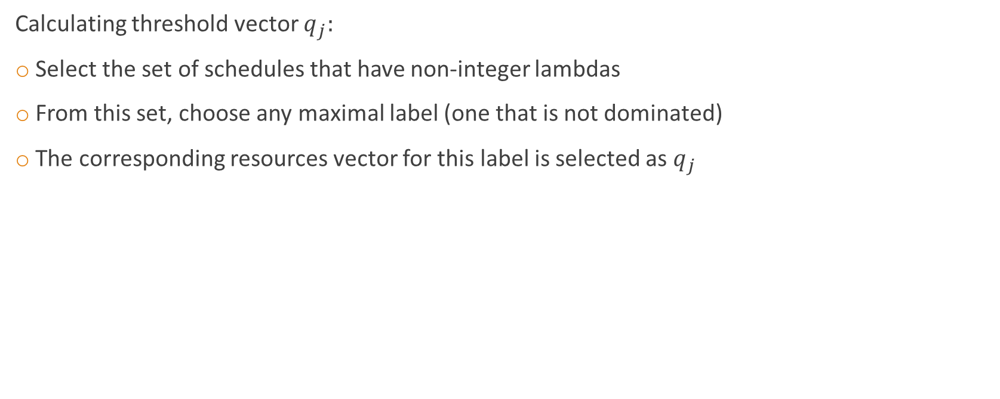 Calculating threshold vector q_j:
○ Select the set of schedules that have non-integer lambdas
○ From this set, choose any maximal label (one that is not dominated)
○ The corresponding resources vector for this label is selected as q_j